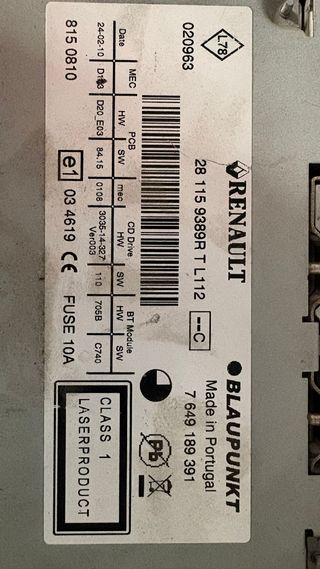 L78
RENAULT
BLAUPUNKT
Made in Portugal
7 649 189 391
020963
28 115 9389R T L112
--C
Date
MEC
PCB
CD Drive
BT Module
HW
SW
mec
HW
SW
HW
SW
24-02-10
D20_E03
84.15
0108
3035-14-327
Ver003
110
705B
C740
815 0810
e1
03 4619
CE
FUSE 10A
Pb
CLASS 1
LASERPRODUCT